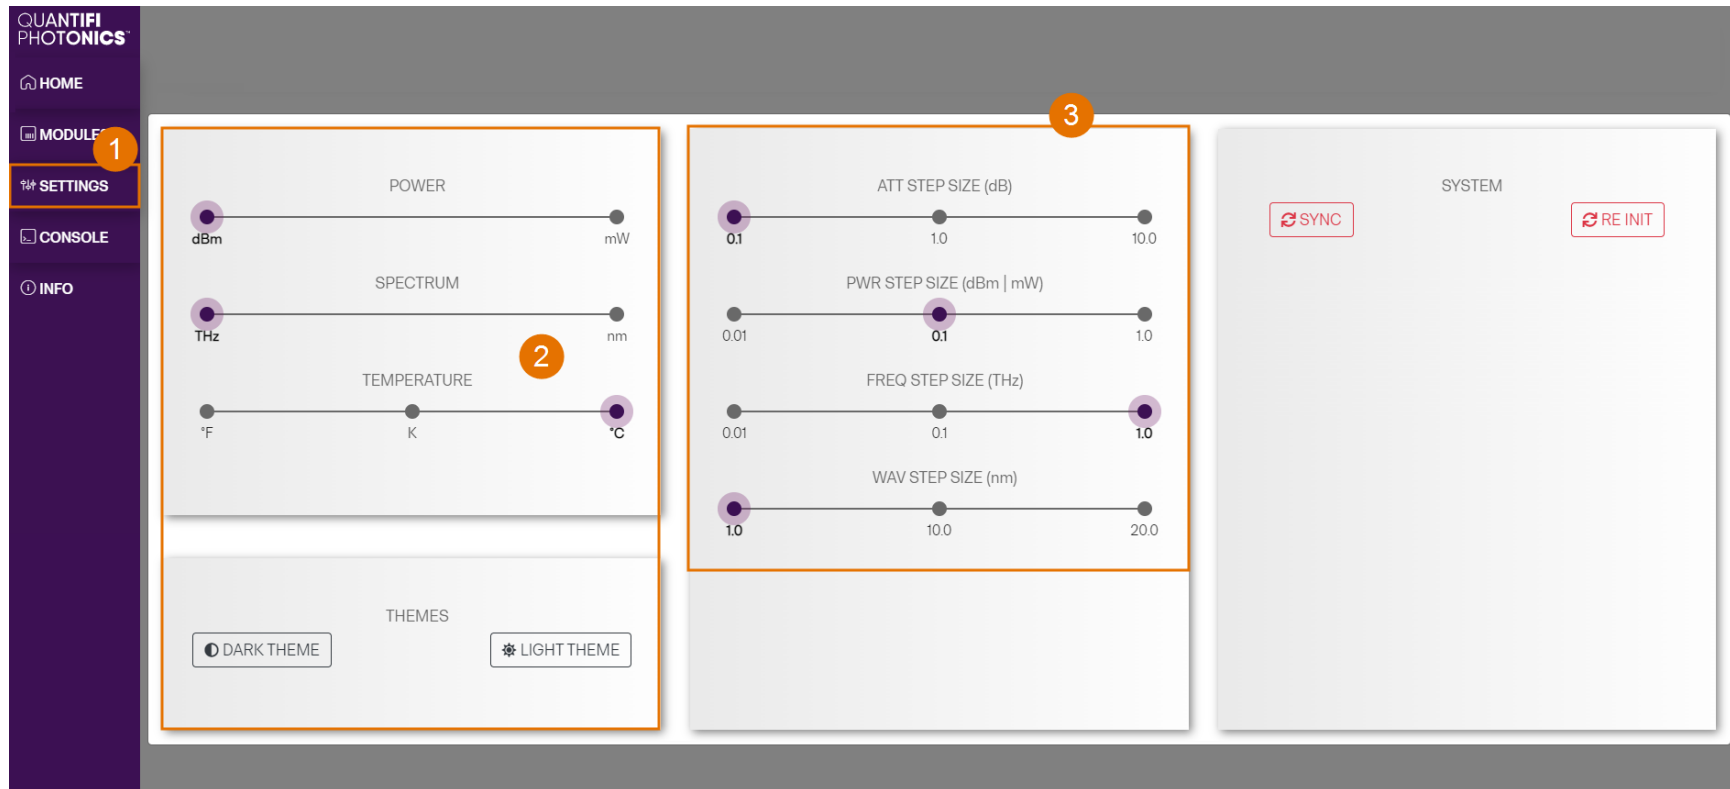 QUANTIFI
PHOTONICS™
HOME
MODULES
1
SETTINGS
CONSOLE
INFO
POWER
dBm mW
SPECTRUM
THz nm
2
TEMPERATURE
°F K °C
THEMES
DARK THEME LIGHT THEME
3
ATT STEP SIZE (dB)
0.1 1.0 10.0
PWR STEP SIZE (dBm | mW)
0.01 0.1 1.0
FREQ STEP SIZE (THz)
0.01 0.1 1.0
WAV STEP SIZE (nm)
1.0 10.0 20.0
SYSTEM
SYNC RE INIT